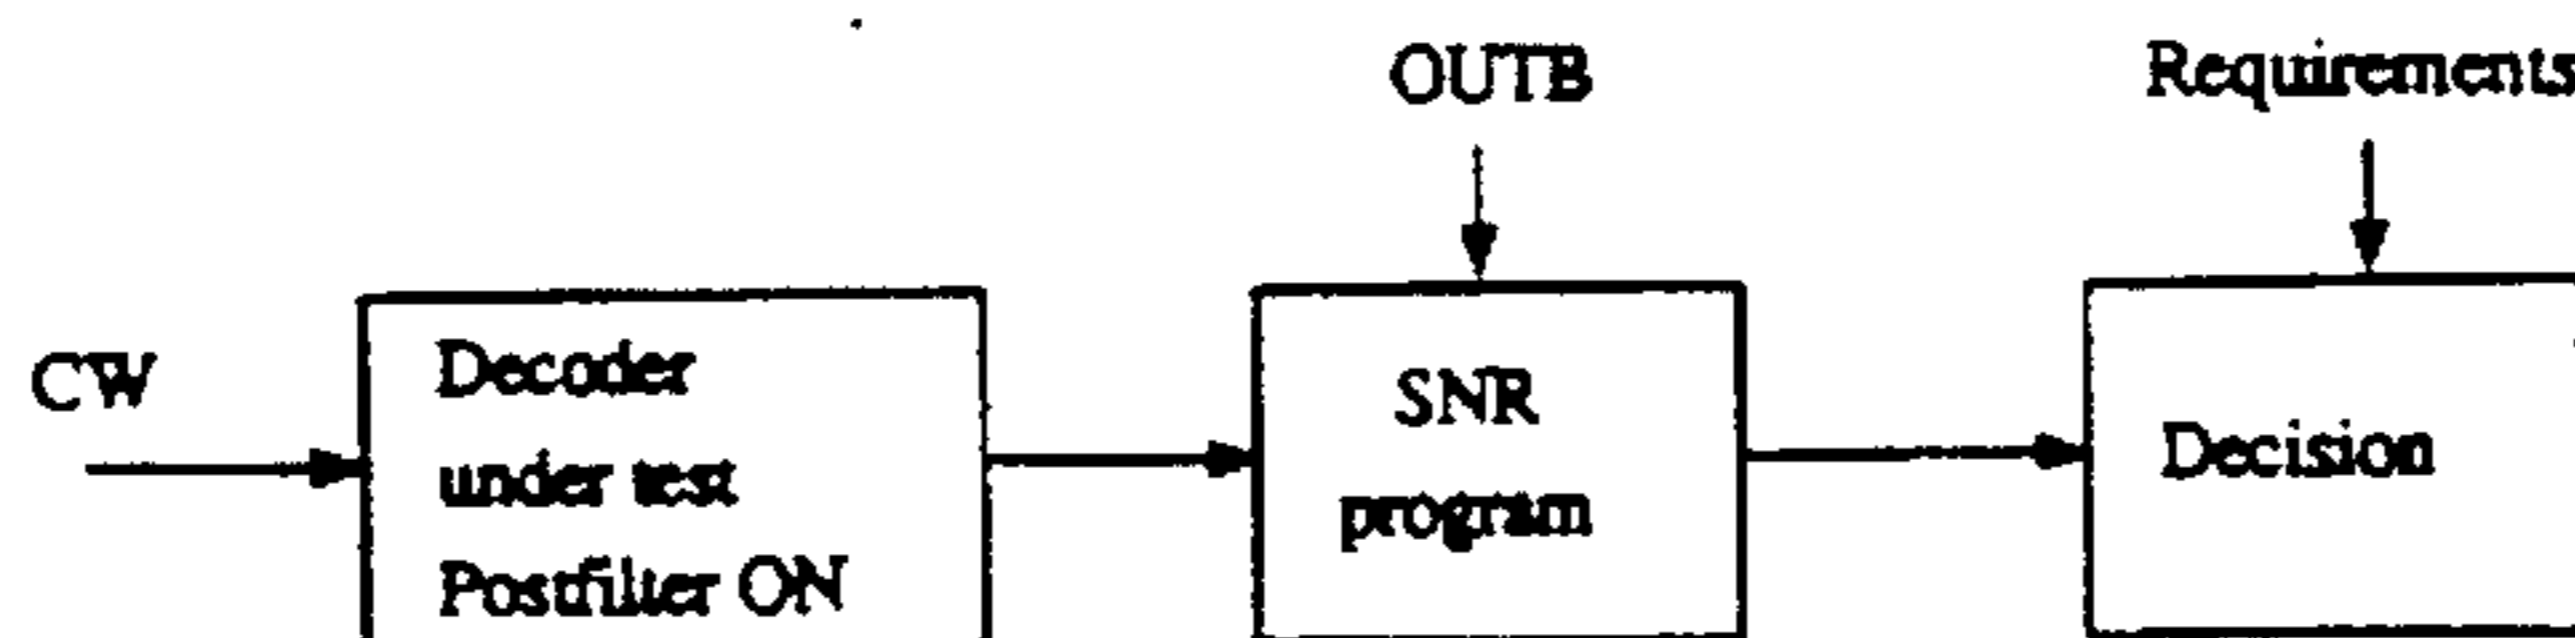 OUTB
Requirements
CW
Decoder
under test
Postfilter ON
SNR
program
Decision